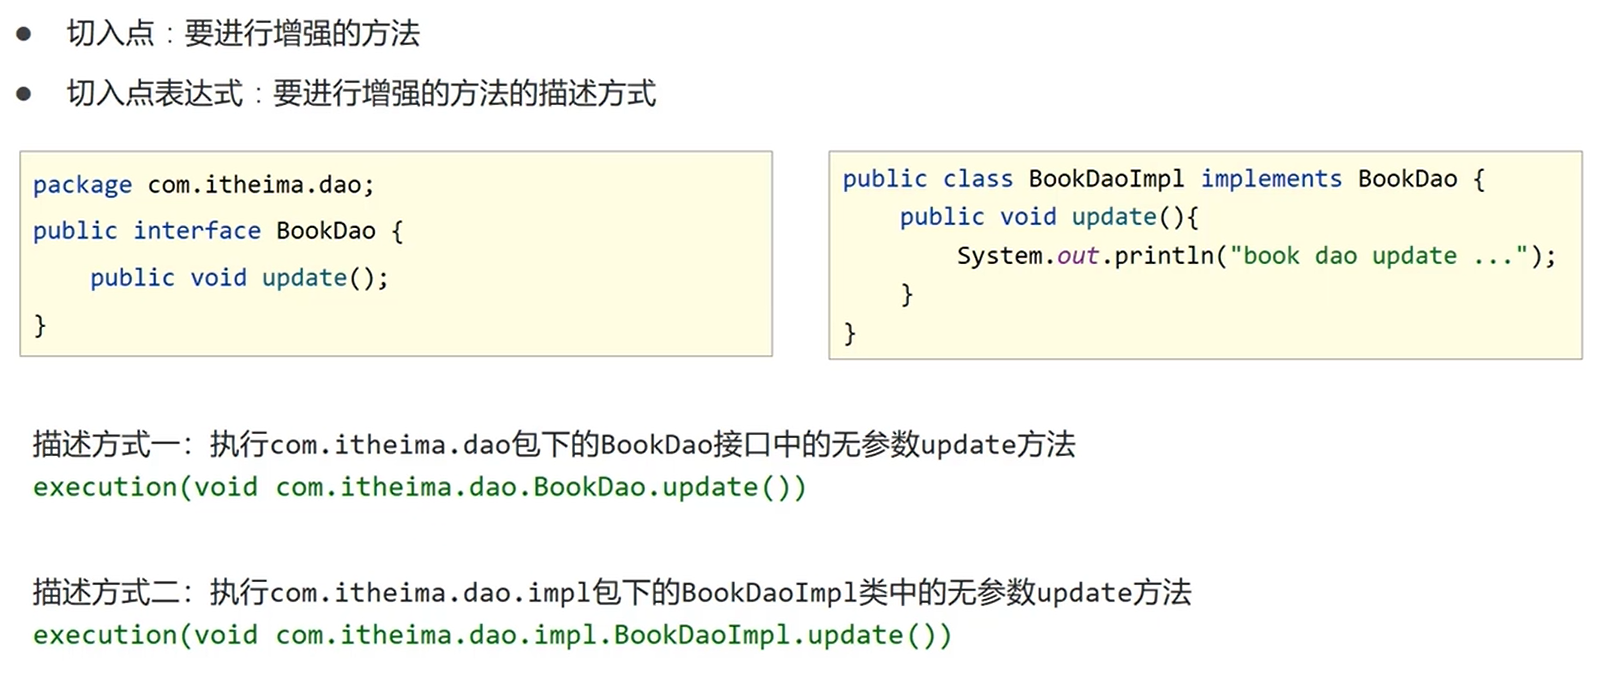 ● 切入点：要进行增强的方法
● 切入点表达式：要进行增强的方法的描述方式
package com.itheima.dao;
public interface BookDao {
    public void update();
}
public class BookDaoImpl implements BookDao {
    public void update(){
        System.out.println("book dao update ...");
    }
}
描述方式一：执行com.itheima.dao包下的BookDao接口中的无参数update方法
execution(void com.itheima.dao.BookDao.update())
描述方式二：执行com.itheima.dao.impl包下的BookDaoImpl类中的无参数update方法
execution(void com.itheima.dao.impl.BookDaoImpl.update())